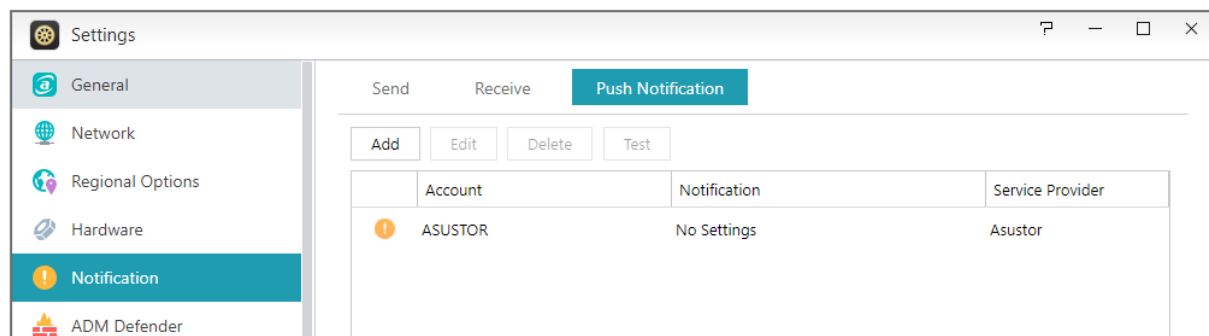 Settings
General
Network
Regional Options
Hardware
Notification
ADM Defender
Send Receive Push Notification
Add Edit Delete Test
Account Notification Service Provider
ASUSTOR No Settings Asustor